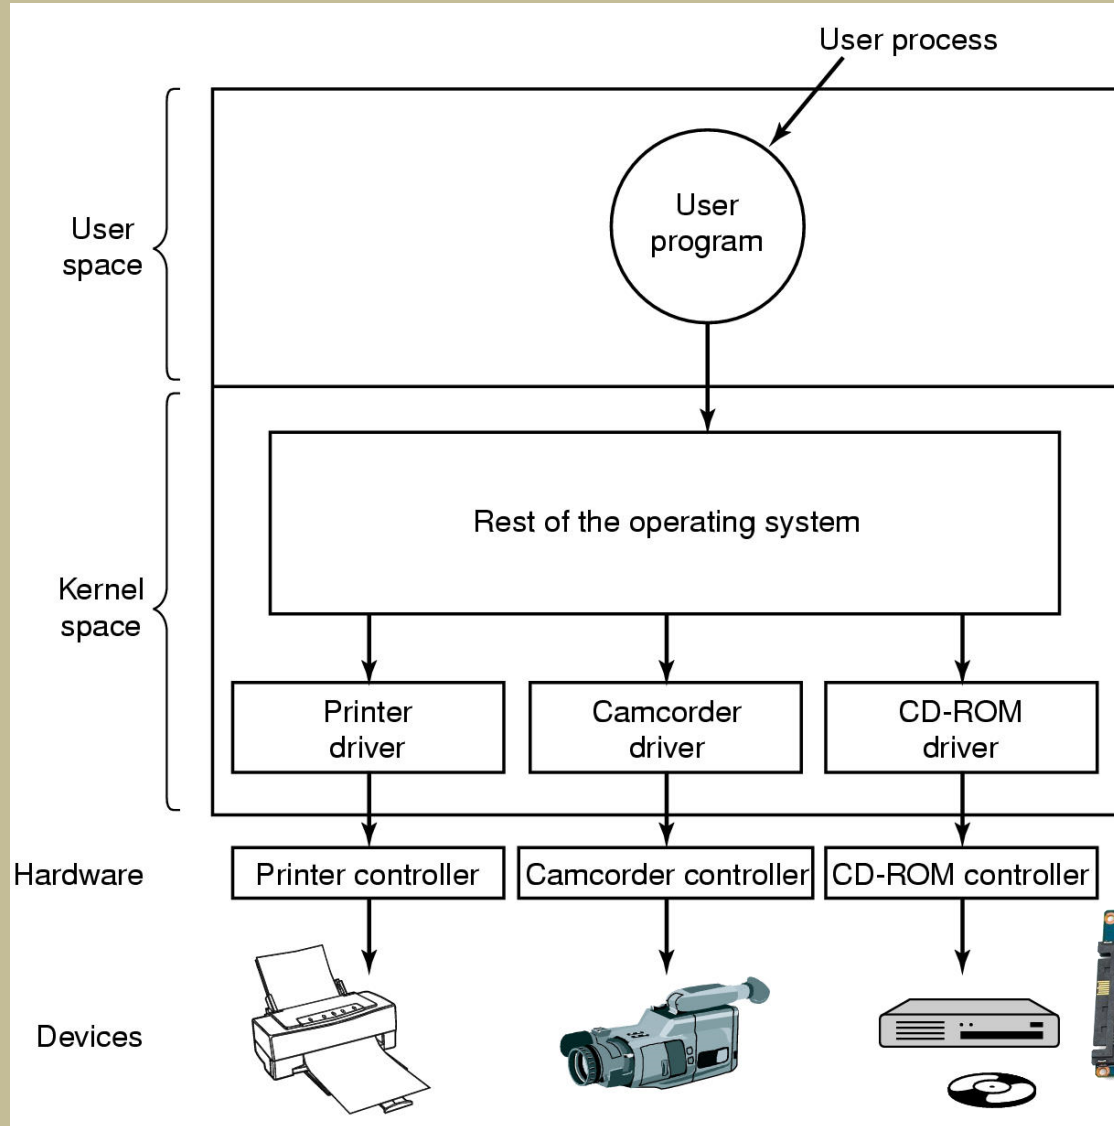 User process
User
program
User
space
Rest of the operating system
Kernel
space
Printer
driver
Camcorder
driver
CD-ROM
driver
Hardware
Printer controller
Camcorder controller
CD-ROM controller
Devices